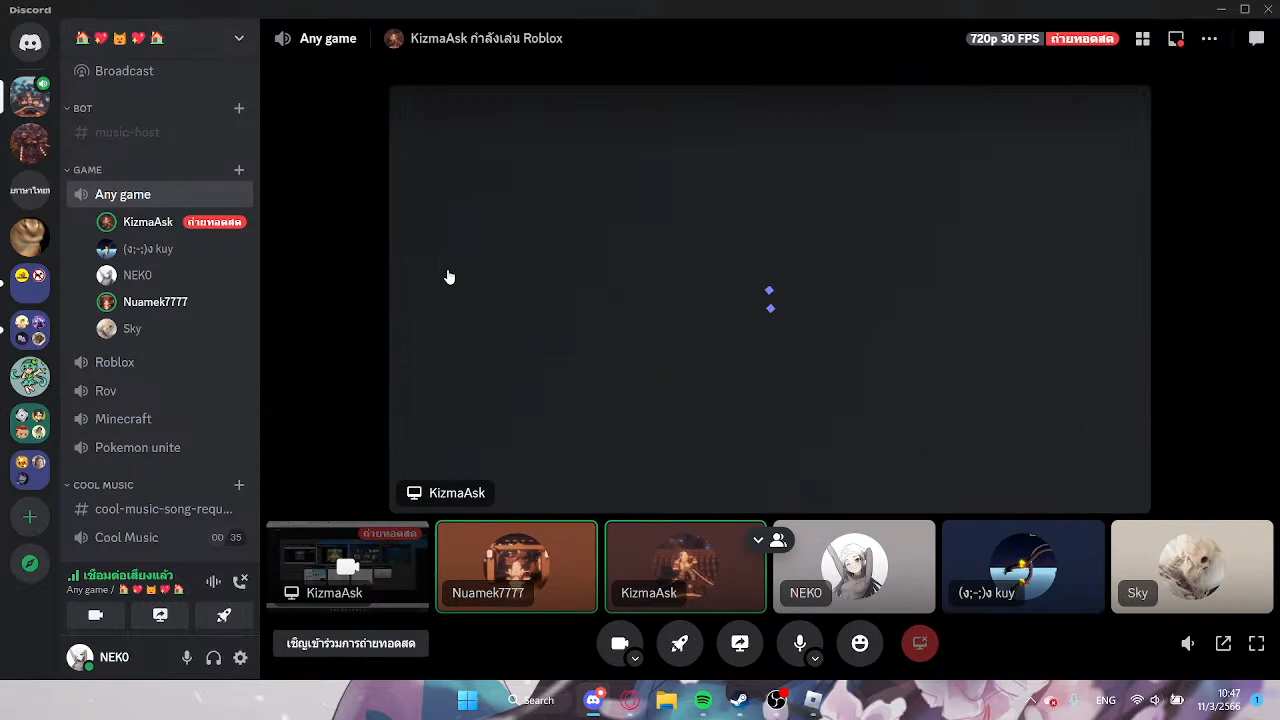 Discord
Any game
KizmaAsk กำลังเล่น Roblox
720p 30 FPS
ถ่ายทอดสด
Broadcast
BOT
music-host
GAME
Any game
KizmaAsk
ถ่ายทอดสด
(ง;-;)ง kuy
NEK0
Nuamek7777
Sky
Roblox
Rov
Minecraft
Pokemon unite
COOL MUSIC
cool-music-song-requ...
Cool Music
00 35
เชื่อมต่อเสียงแล้ว
Any game /
NEK0
KizmaAsk
ถ่ายทอดสด
KizmaAsk
Nuamek7777
KizmaAsk
NEK0
(ง;-;)ง kuy
Sky
เชิญเข้าร่วมการถ่ายทอดสด
Search
ENG
10:47
11/3/2566
1